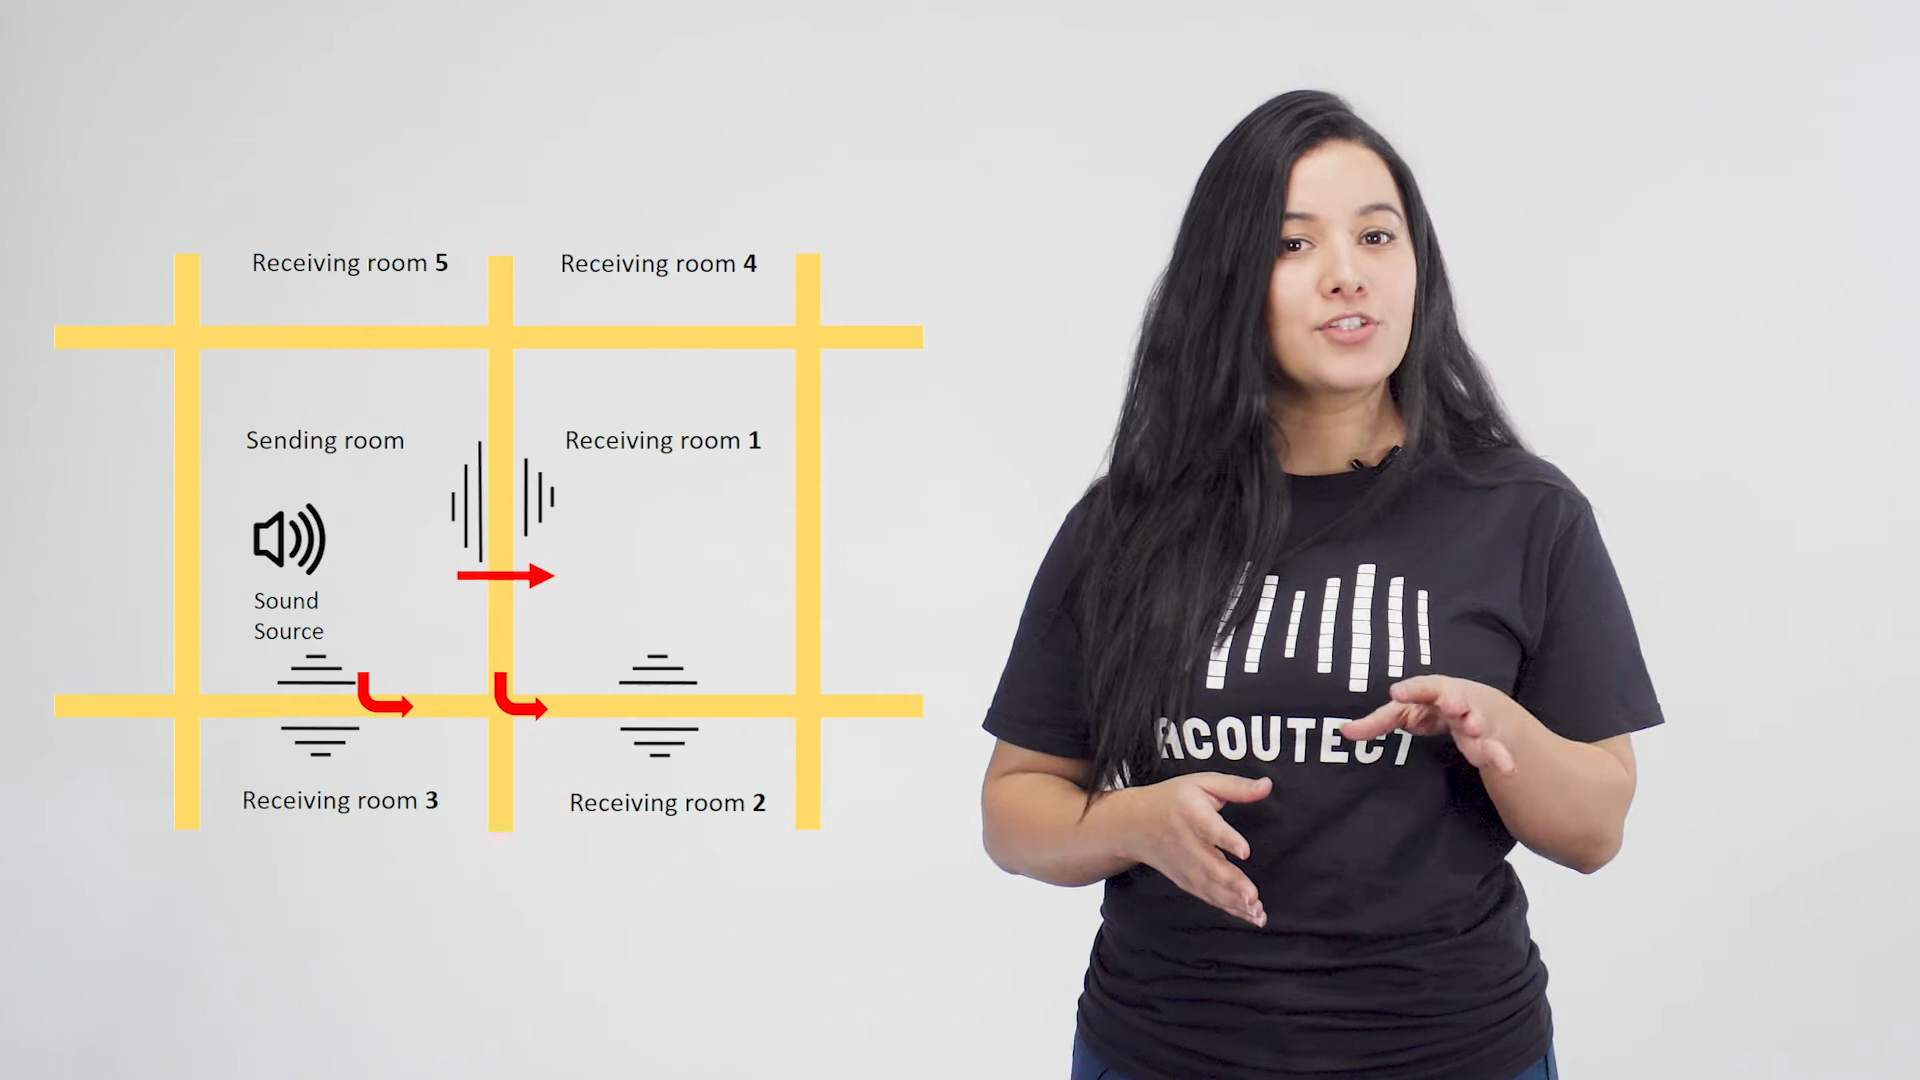 Receiving room 5
Receiving room 4
Sending room
Receiving room 1
Sound
Source
Receiving room 3
Receiving room 2
ACOUTECT